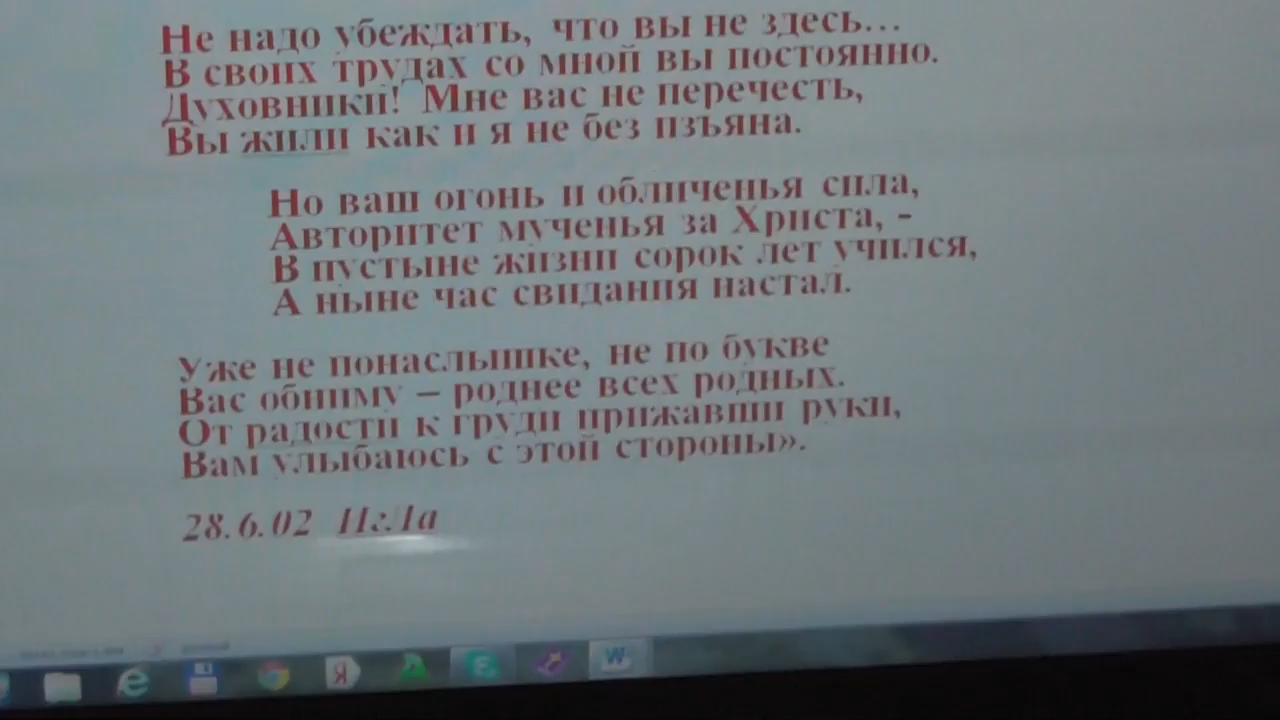 Не надо убеждать, что вы не здесь...
В своих трудах со мной вы постоянно.
Духовники! Мне вас не перечесть,
Вы жили как и я не без изъяна.
Но ваш огонь и обличенья сила,
Авторитет мученья за Христа, -
В пустыне жизни сорок лет учился,
А ныне час свидания настал.
Уже не понаслышке, не по букве
Вас обниму – роднее всех родных.
От радости к груди прижавши руки,
Вам улыбаюсь с этой стороны».
28.6.02 ИгЛа